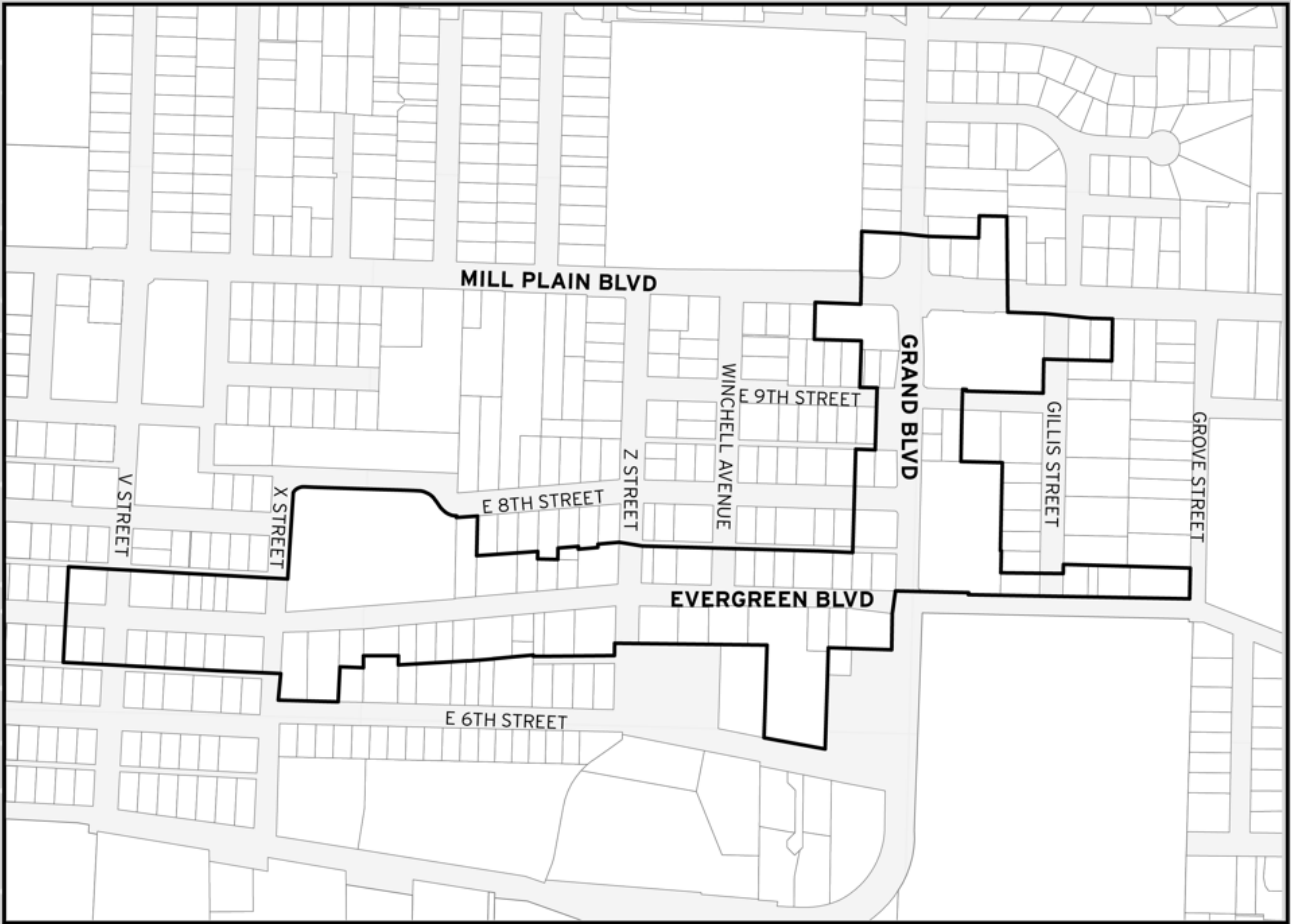 MILL PLAIN BLVD
GRAND BLVD
WINCHELL AVENUE
E 9TH STREET
GILLIS STREET
GROVE STREET
Z STREET
V STREET
X STREET
E 8TH STREET
EVERGREEN BLVD
E 6TH STREET